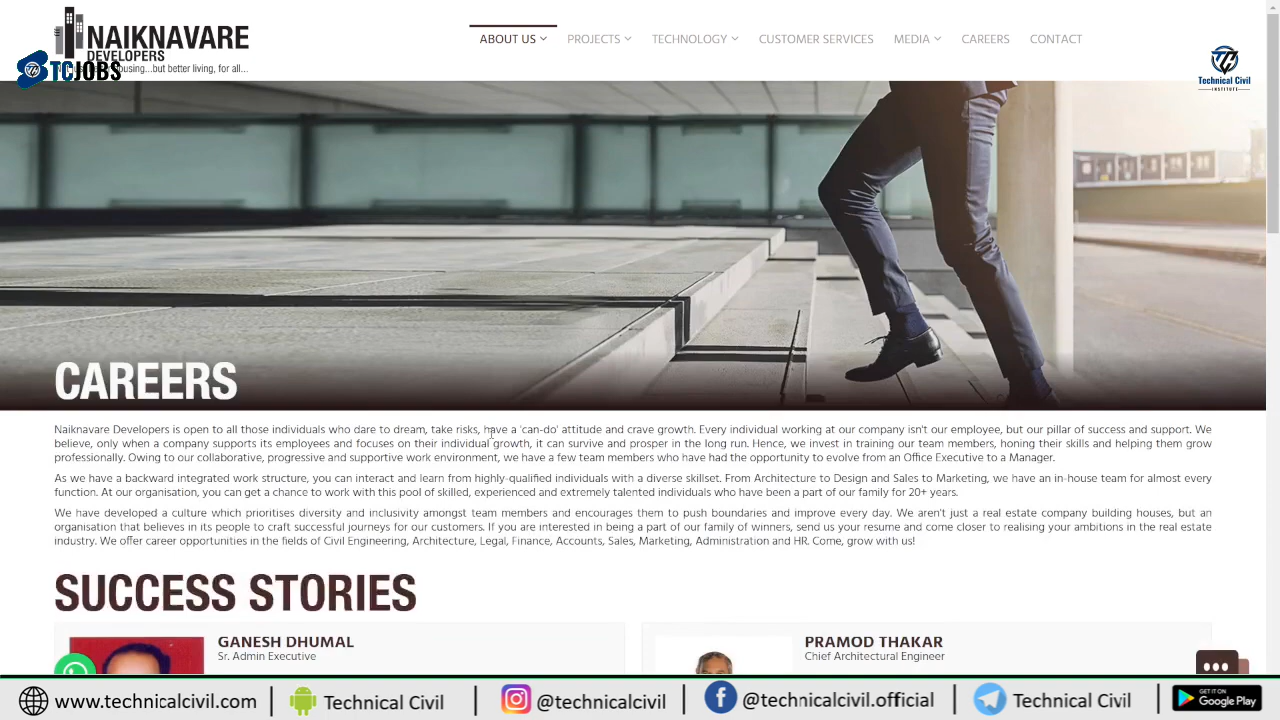 NAIKNAVARE
DEVELOPERS
housing...but better living, for all...
TCJOBS
ABOUT US PROJECTS TECHNOLOGY CUSTOMER SERVICES MEDIA CAREERS CONTACT
Technical Civil
INSTITUTE
CAREERS
Naiknavare Developers is open to all those individuals who dare to dream, take risks, have a 'can-do' attitude and crave growth. Every individual working at our company isn't our employee, but our pillar of success and support. We
believe, only when a company supports its employees and focuses on their individual growth, it can survive and prosper in the long run. Hence, we invest in training our team members, honing their skills and helping them grow
professionally. Owing to our collaborative, progressive and supportive work environment, we have a few team members who have had the opportunity to evolve from an Office Executive to a Manager.
As we have a backward integrated work structure, you can interact and learn from highly-qualified individuals with a diverse skillset. From Architecture to Design and Sales to Marketing, we have an in-house team for almost every
function. At our organisation, you can get a chance to work with this pool of skilled, experienced and extremely talented individuals who have been a part of our family for 20+ years.
We have developed a culture which prioritises diversity and inclusivity amongst team members and encourages them to push boundaries and improve every day. We aren't just a real estate company building houses, but an
organisation that believes in its people to craft successful journeys for our customers. If you are interested in being a part of our family of winners, send us your resume and come closer to realising your ambitions in the real estate
industry. We offer career opportunities in the fields of Civil Engineering, Architecture, Legal, Finance, Accounts, Sales, Marketing, Administration and HR. Come, grow with us!
SUCCESS STORIES
GANESH DHUMAL
Sr. Admin Executive
PRAMOD THAKAR
Chief Architectural Engineer
www.technicalcivil.com | Technical Civil | @technicalcivil | @technicalcivil.official | Technical Civil | GET IT ON Google Play